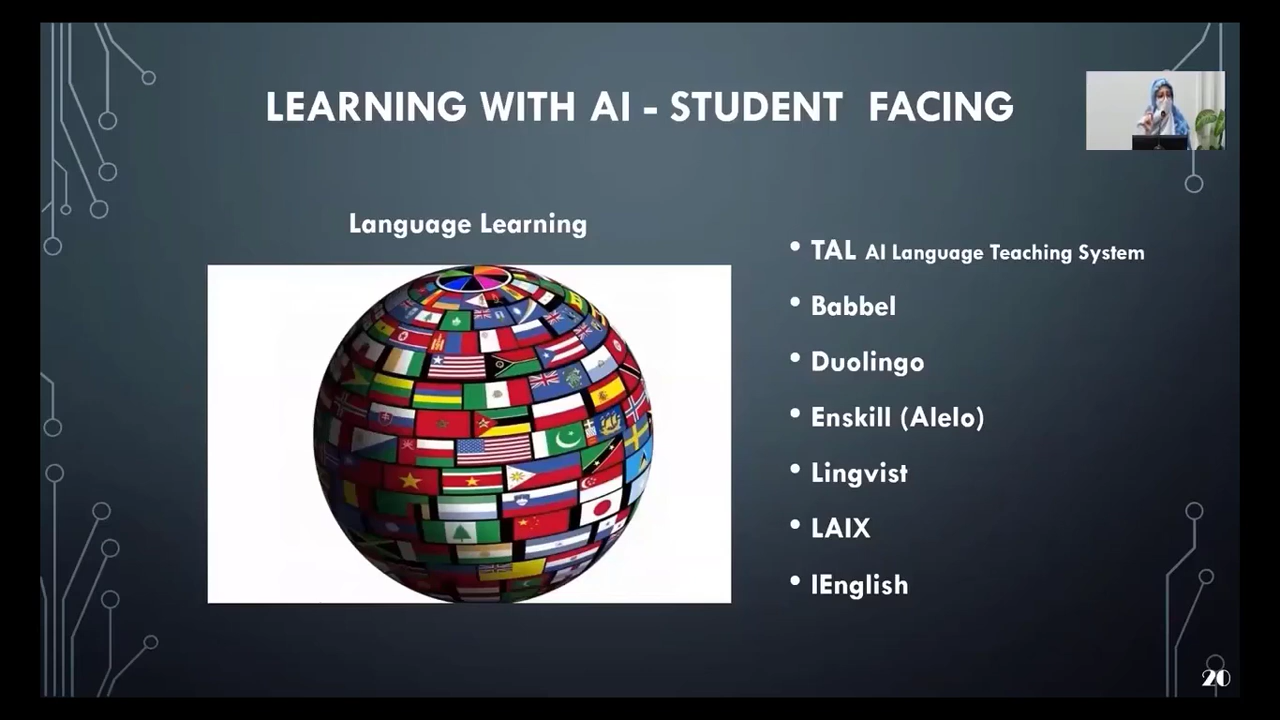 LEARNING WITH AI - STUDENT FACING
Language Learning
• TAL AI Language Teaching System
• Babbel
• Duolingo
• Enskill (Alelo)
• Lingvist
• LAIX
• IEnglish
20